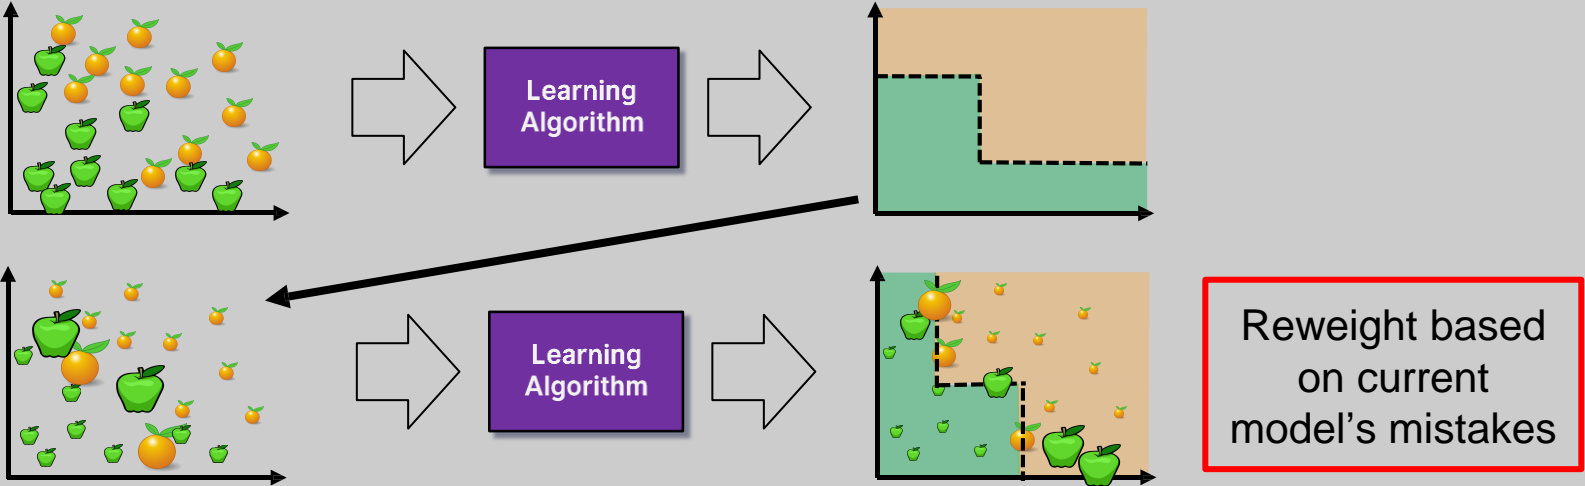 Learning
Algorithm
Learning
Algorithm
Reweight based
on current
model's mistakes